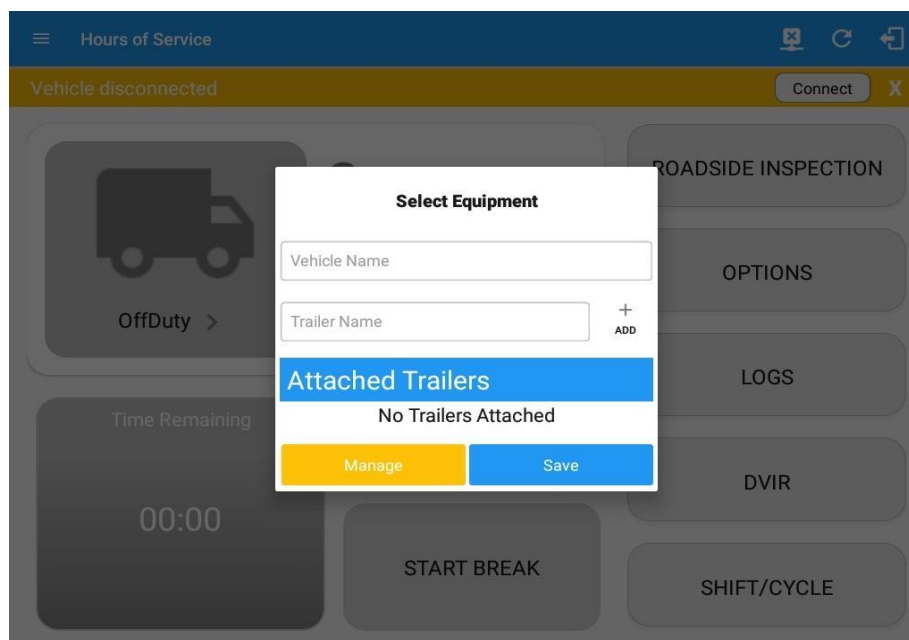 Hours of Service
Vehicle disconnected
Connect
X
OffDuty >
Time Remaining
00:00
START BREAK
ROADSIDE INSPECTION
OPTIONS
LOGS
DVIR
SHIFT/CYCLE
Select Equipment
Vehicle Name
Trailer Name
+
ADD
Attached Trailers
No Trailers Attached
Manage
Save